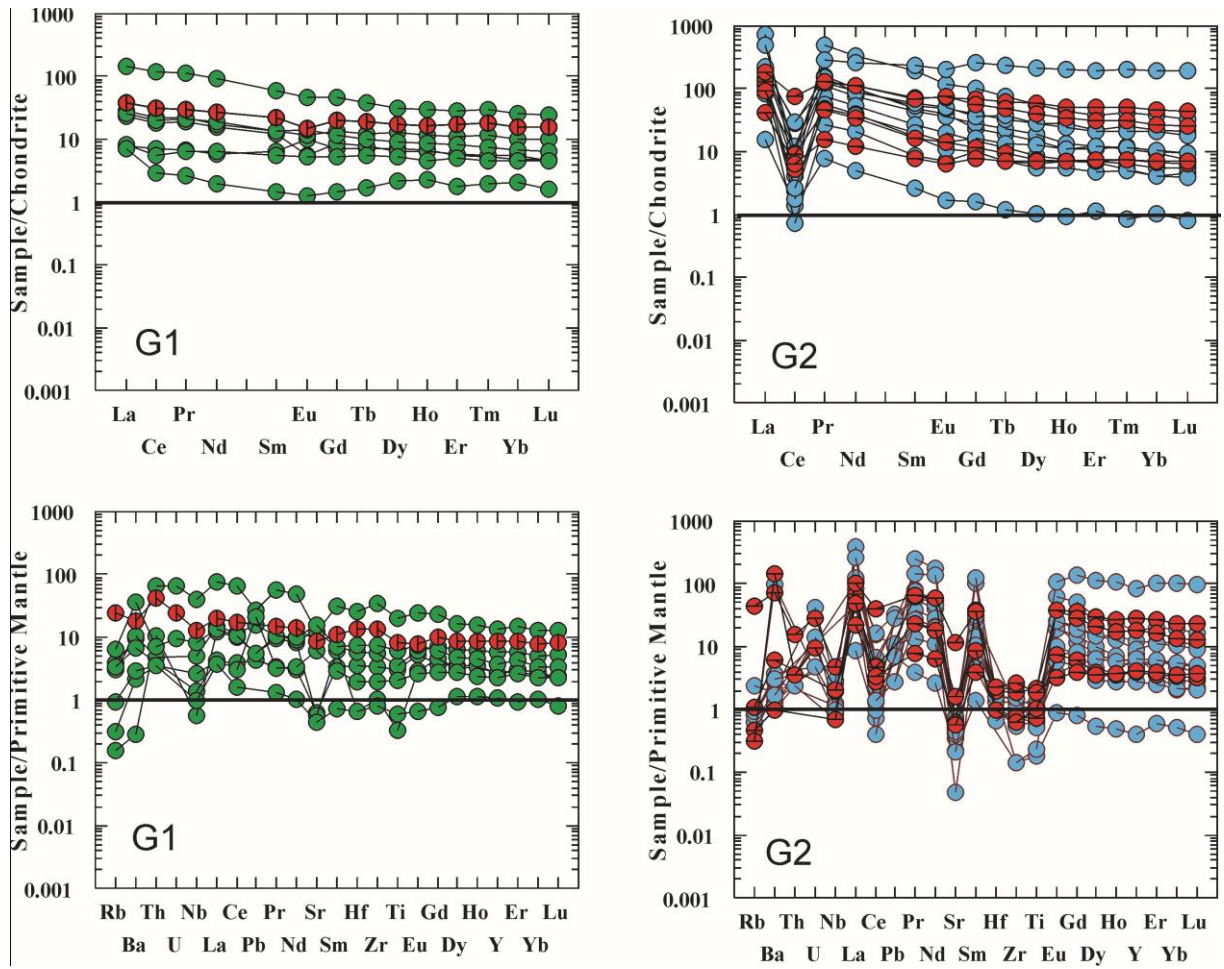 Sample/Chondrite
1000
100
10
1
0.1
0.01
0.001
G1
La Pr Eu Tb Ho Tm Lu
Ce Nd Sm Gd Dy Er Yb
Sample/Chondrite
1000
100
10
1
0.1
0.01
0.001
G2
La Pr Eu Tb Ho Tm Lu
Ce Nd Sm Gd Dy Er Yb
Sample/Primitive Mantle
1000
100
10
1
0.1
0.01
0.001
G1
Rb Th Nb Ce Pr Sr Hf Ti Gd Ho Er Lu
Ba U La Pb Nd Sm Zr Eu Dy Y Yb
Sample/Primitive Mantle
1000
100
10
1
0.1
0.01
0.001
G2
Rb Th Nb Ce Pr Sr Hf Ti Gd Ho Er Lu
Ba U La Pb Nd Sm Zr Eu Dy Y Yb